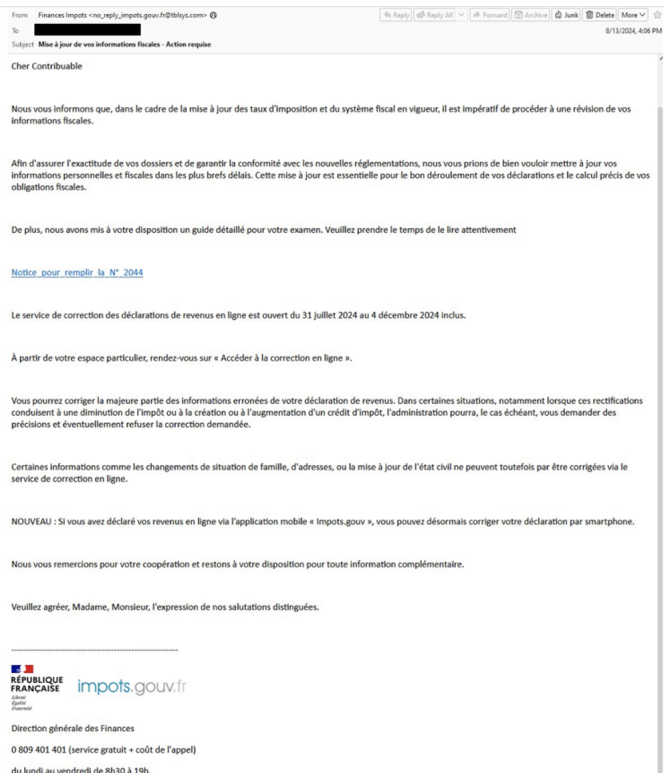 From Finances Impots <no_reply_impots.gouv.fr@tblsys.com>
Reply Reply All Forward Archive Junk Delete More
To
8/13/2024, 4:06 PM
Subject Mise à jour de vos informations fiscales - Action requise
Cher Contribuable
Nous vous informons que, dans le cadre de la mise à jour des taux d'imposition et du système fiscal en vigueur, il est impératif de procéder à une révision de vos
informations fiscales.
Afin d'assurer l'exactitude de vos dossiers et de garantir la conformité avec les nouvelles réglementations, nous vous prions de bien vouloir mettre à jour vos
informations personnelles et fiscales dans les plus brefs délais. Cette mise à jour est essentielle pour le bon déroulement de vos déclarations et le calcul précis de vos
obligations fiscales.
De plus, nous avons mis à votre disposition un guide détaillé pour votre examen. Veuillez prendre le temps de le lire attentivement
Notice_pour_remplir_la_N°_2044
Le service de correction des déclarations de revenus en ligne est ouvert du 31 juillet 2024 au 4 décembre 2024 inclus.
À partir de votre espace particulier, rendez-vous sur « Accéder à la correction en ligne ».
Vous pourrez corriger la majeure partie des informations erronées de votre déclaration de revenus. Dans certaines situations, notamment lorsque ces rectifications
conduisent à une diminution de l'impôt ou à la création ou à l'augmentation d'un crédit d'impôt, l'administration pourra, le cas échéant, vous demander des
précisions et éventuellement refuser la correction demandée.
Certaines informations comme les changements de situation de famille, d'adresses, ou la mise à jour de l'état civil ne peuvent toutefois par être corrigées via le
service de correction en ligne.
NOUVEAU : Si vous avez déclaré vos revenus en ligne via l'application mobile « Impots.gouv », vous pouvez désormais corriger votre déclaration par smartphone.
Nous vous remercions pour votre coopération et restons à votre disposition pour toute information complémentaire.
Veuillez agréer, Madame, Monsieur, l'expression de nos salutations distinguées.
RÉPUBLIQUE
FRANÇAISE
Liberté
Égalité
Fraternité
impots.gouv.fr
Direction générale des Finances
0 809 401 401 (service gratuit + coût de l'appel)
du lundi au vendredi de 8h30 à 19h.